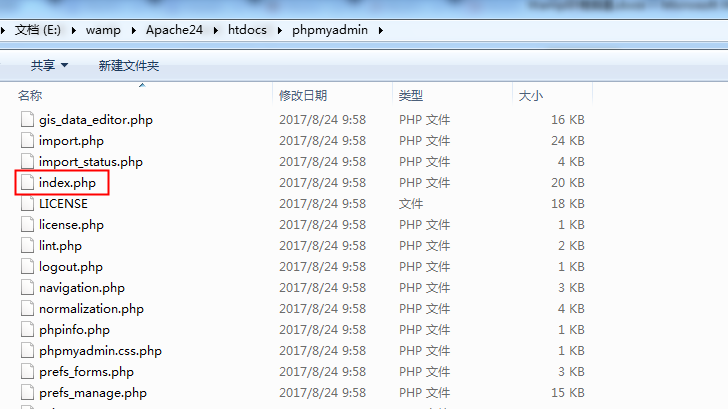 文档 (E:) wamp Apache24 htdocs phpmyadmin
共享 新建文件夹
名称 修改日期 类型 大小
gis_data_editor.php 2017/8/24 9:58 PHP 文件 16 KB
import.php 2017/8/24 9:58 PHP 文件 24 KB
import_status.php 2017/8/24 9:58 PHP 文件 4 KB
index.php 2017/8/24 9:58 PHP 文件 20 KB
LICENSE 2017/8/24 9:58 文件 18 KB
license.php 2017/8/24 9:58 PHP 文件 1 KB
lint.php 2017/8/24 9:58 PHP 文件 2 KB
logout.php 2017/8/24 9:58 PHP 文件 1 KB
navigation.php 2017/8/24 9:58 PHP 文件 3 KB
normalization.php 2017/8/24 9:58 PHP 文件 4 KB
phpinfo.php 2017/8/24 9:58 PHP 文件 1 KB
phpmyadmin.css.php 2017/8/24 9:58 PHP 文件 1 KB
prefs_forms.php 2017/8/24 9:58 PHP 文件 3 KB
prefs_manage.php 2017/8/24 9:58 PHP 文件 15 KB